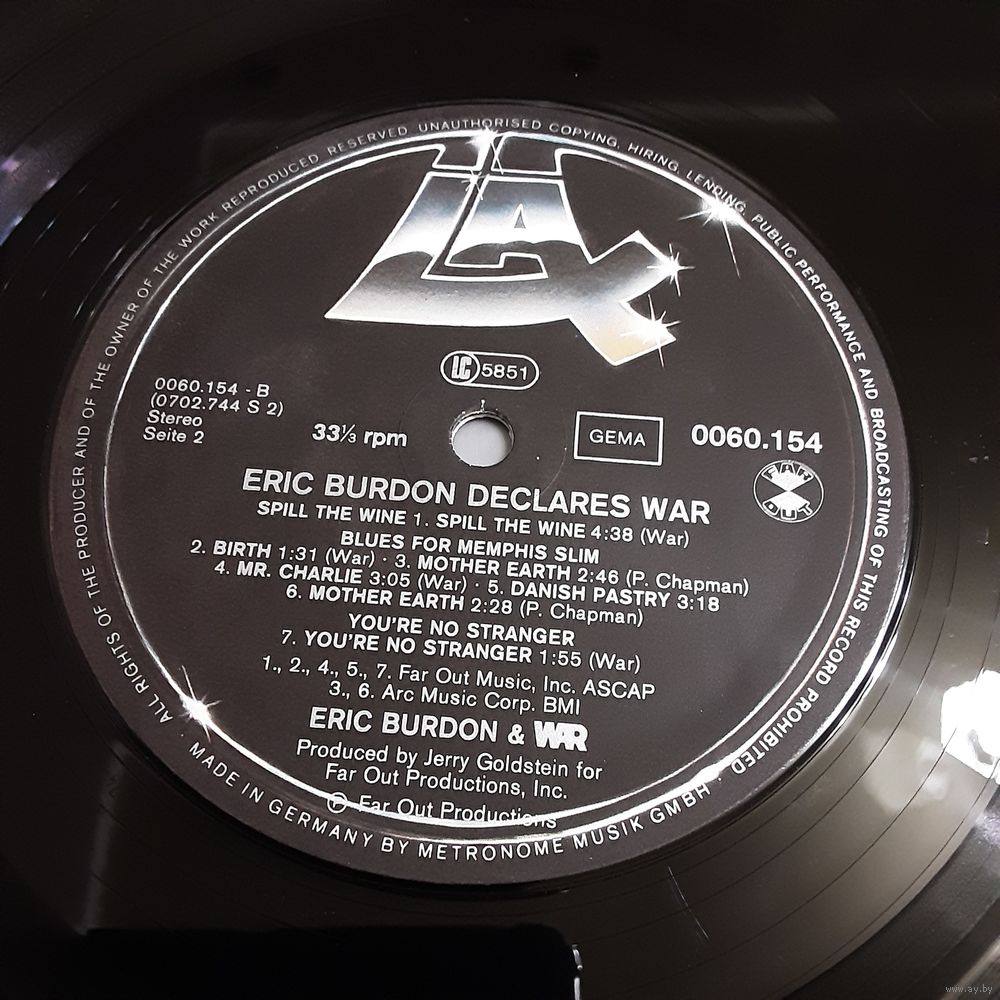 ALL RIGHTS OF THE PRODUCER AND OF THE OWNER OF THE WORK REPRODUCED RESERVED UNAUTHORISED COPYING, HIRING, LENDING, PUBLIC PERFORMANCE AND BROADCASTING OF THIS RECORD PROHIBITED
LAX
LC 5851
0060.154 - B
(0702.744 S 2)
Stereo
Seite 2
33⅓ rpm
GEMA
0060.154
FAR OUT
ERIC BURDON DECLARES WAR
SPILL THE WINE 1. SPILL THE WINE 4:38 (War)
BLUES FOR MEMPHIS SLIM
2. BIRTH 1:31 (War) · 3. MOTHER EARTH 2:46 (P. Chapman)
4. MR. CHARLIE 3:05 (War) · 5. DANISH PASTRY 3:18
6. MOTHER EARTH 2:28 (P. Chapman)
YOU'RE NO STRANGER
7. YOU'RE NO STRANGER 1:55 (War)
1., 2., 4., 5., 7. Far Out Music, Inc. ASCAP
3., 6. Arc Music Corp. BMI
ERIC BURDON & WAR
Produced by Jerry Goldstein for
Far Out Productions, Inc.
℗ Far Out Productions
· MADE IN GERMANY BY METRONOME MUSIK GMBH ·
www.ay.by